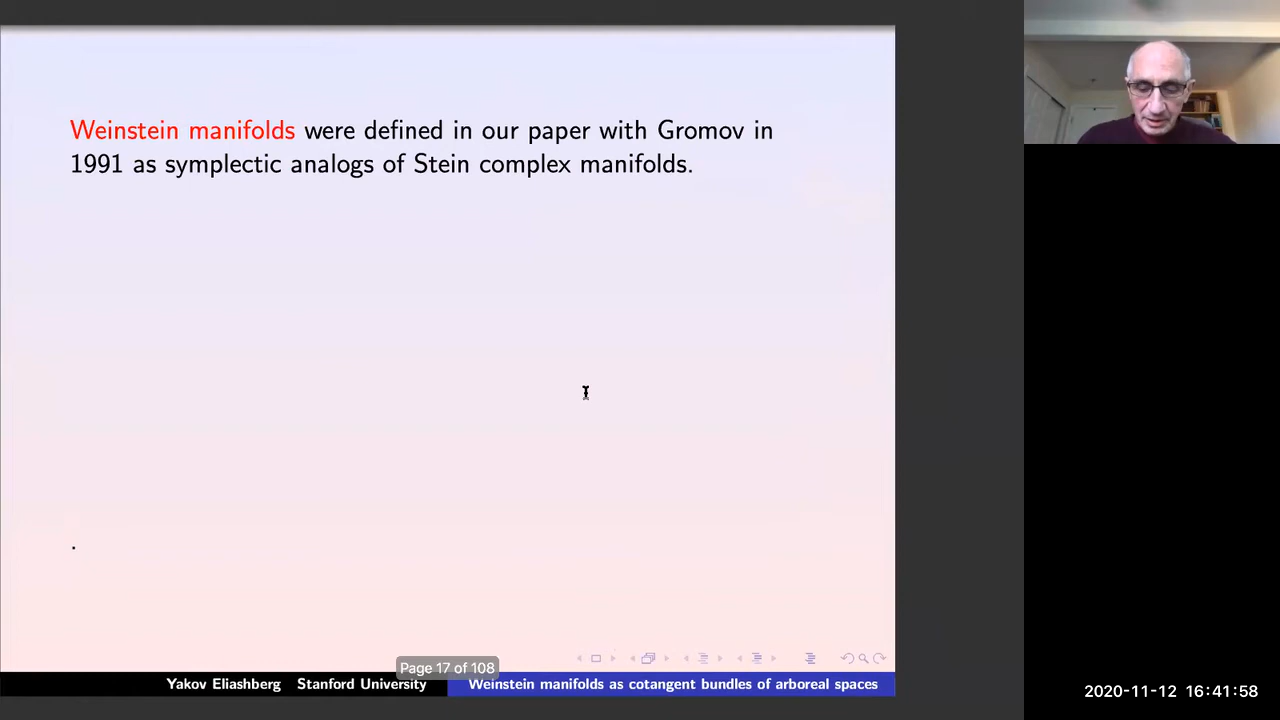 Weinstein manifolds were defined in our paper with Gromov in
1991 as symplectic analogs of Stein complex manifolds.
.
Page 17 of 108
Yakov Eliashberg Stanford University Weinstein manifolds as cotangent bundles of arboreal spaces
2020-11-12 16:41:58